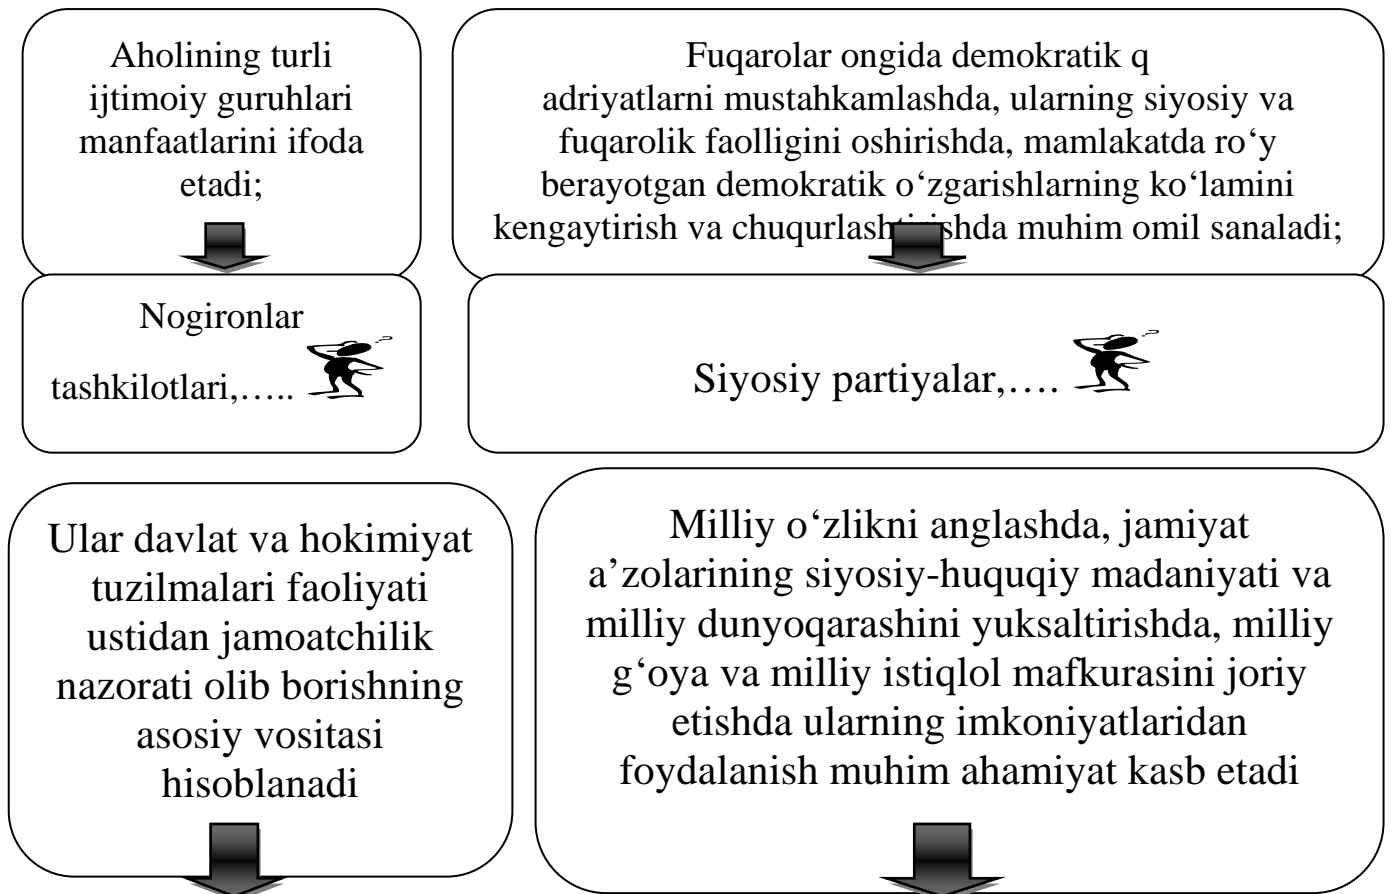 Aholining turli
ijtimoiy guruhlari
manfaatlarini ifoda
etadi;
Fuqarolar ongida demokratik q
adriyatlarni mustahkamlashda, ularning siyosiy va
fuqarolik faolligini oshirishda, mamlakatda ro‘y
berayotgan demokratik o‘zgarishlarning ko‘lamini
kengaytirish va chuqurlashtirishda muhim omil sanaladi;
Nogironlar
tashkilotlari,.....
Siyosiy partiyalar,....
Ular davlat va hokimiyat
tuzilmalari faoliyati
ustidan jamoatchilik
nazorati olib borishning
asosiy vositasi
hisoblanadi
Milliy o‘zlikni anglashda, jamiyat
a’zolarining siyosiy-huquqiy madaniyati va
milliy dunyoqarashini yuksaltirishda, milliy
g‘oya va milliy istiqlol mafkurasini joriy
etishda ularning imkoniyatlaridan
foydalanish muhim ahamiyat kasb etadi